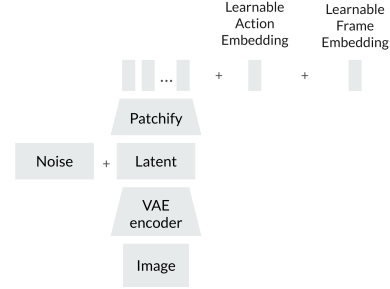 Learnable
Action
Embedding
Learnable
Frame
Embedding
... + +
Patchify
Noise + Latent
VAE
encoder
Image